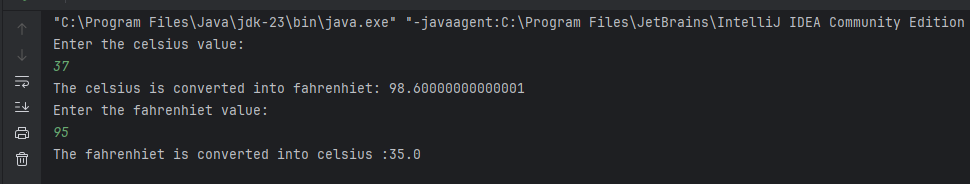 "C:\Program Files\Java\jdk-23\bin\java.exe" "-javaagent:C:\Program Files\JetBrains\IntelliJ IDEA Community Edition
Enter the celsius value:
37
The celsius is converted into fahrenhiet: 98.60000000000001
Enter the fahrenhiet value:
95
The fahrenhiet is converted into celsius :35.0